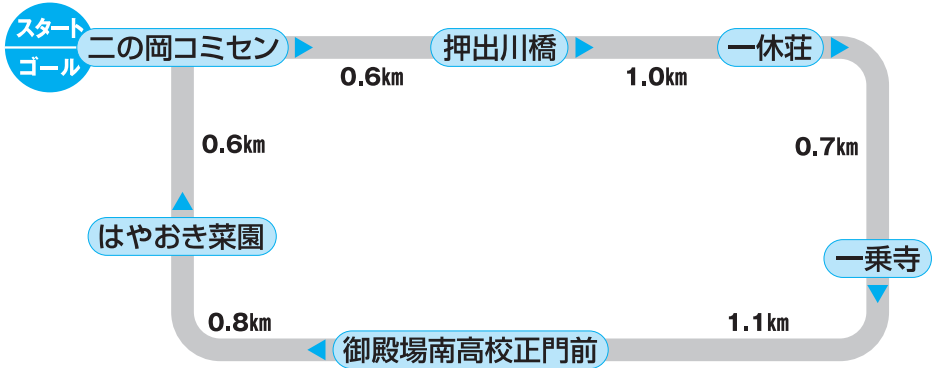 スタート
ゴール
二の岡コミセン
0.6㎞
押出川橋
1.0㎞
一休荘
0.7㎞
一乗寺
1.1㎞
御殿場南高校正門前
0.8㎞
はやおき菜園
0.6㎞